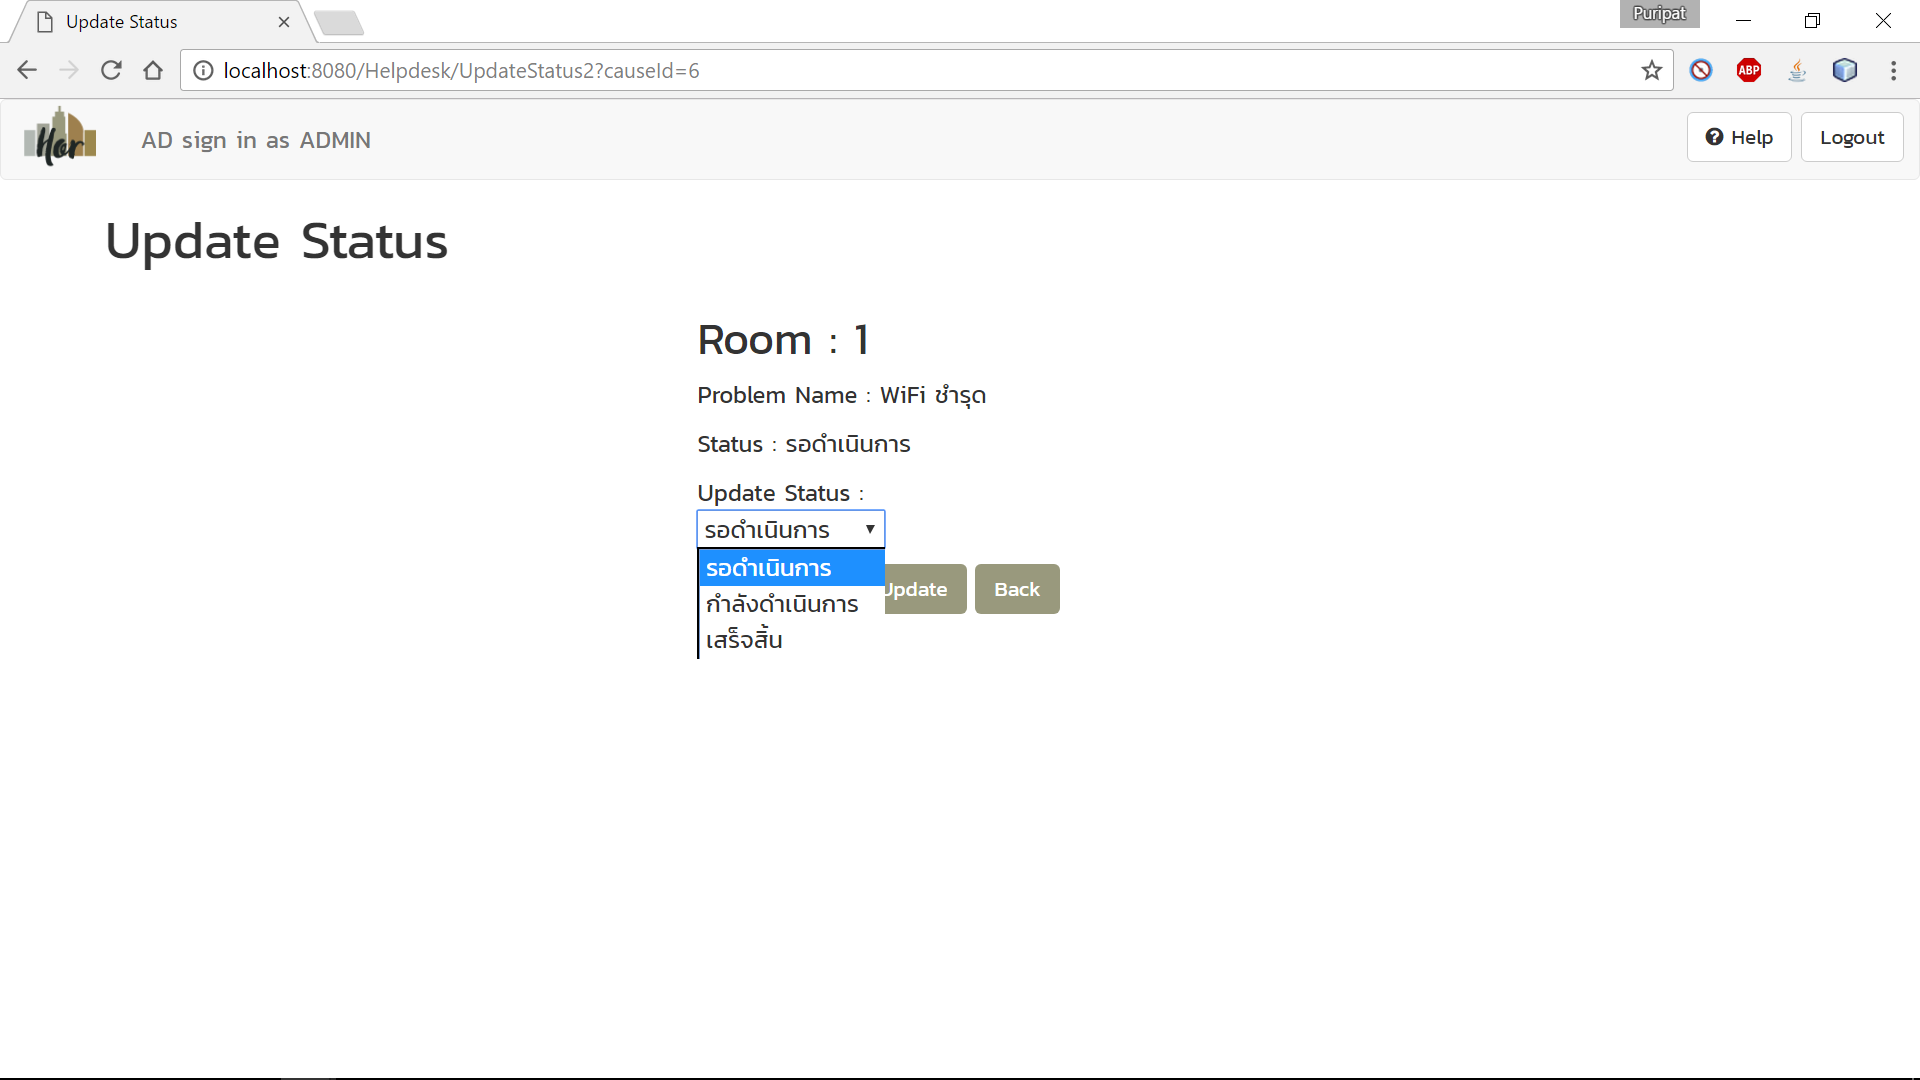 Update Status
Puripat
localhost:8080/Helpdesk/UpdateStatus2?causeId=6
ABP
Hor
AD sign in as ADMIN
Help
Logout
Update Status
Room : 1
Problem Name : WiFi ชำรุด
Status : รอดำเนินการ
Update Status :
รอดำเนินการ
รอดำเนินการ
กำลังดำเนินการ
เสร็จสิ้น
Update
Back